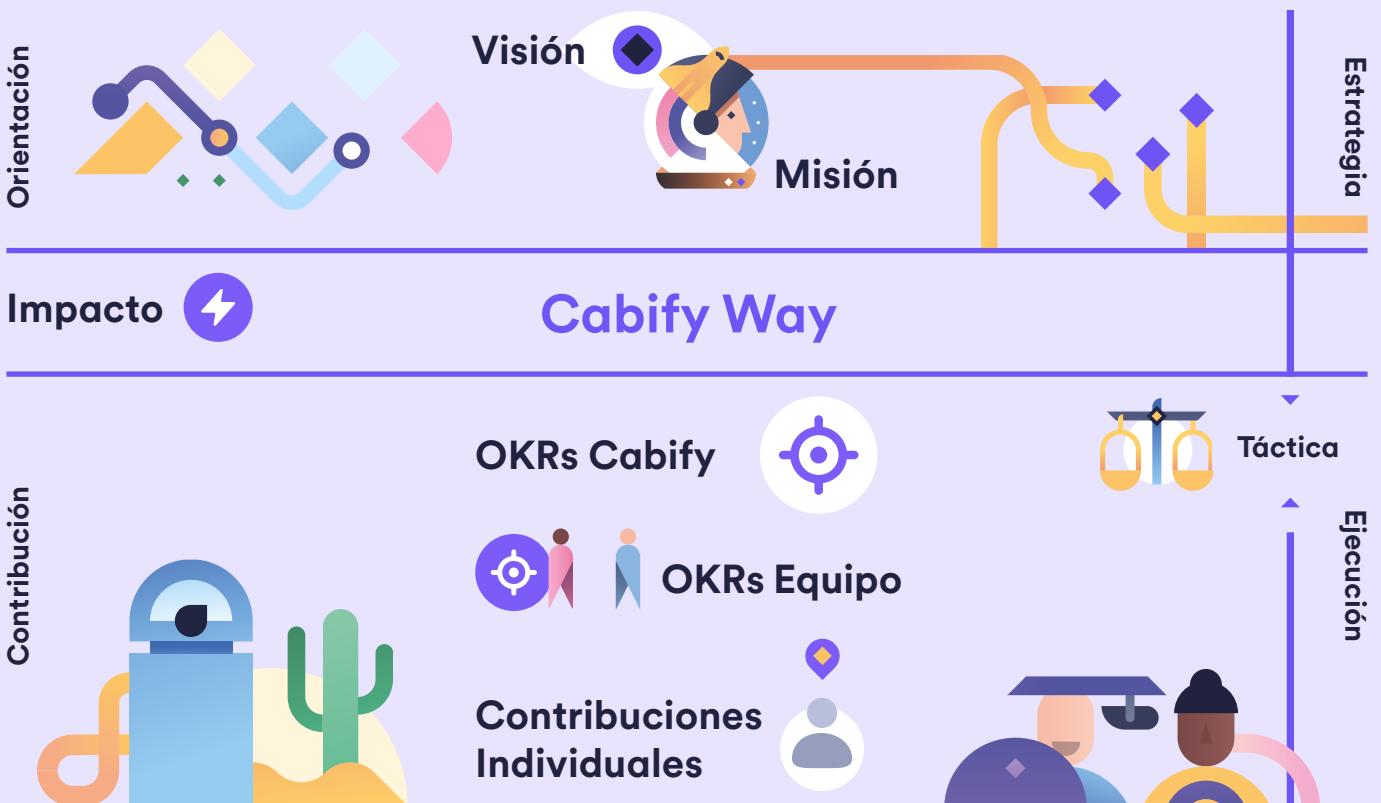 Orientación
Visión
Misión
Estrategia
Impacto
Cabify Way
OKRs Cabify
Táctica
OKRs Equipo
Contribución
Ejecución
Contribuciones
Individuales